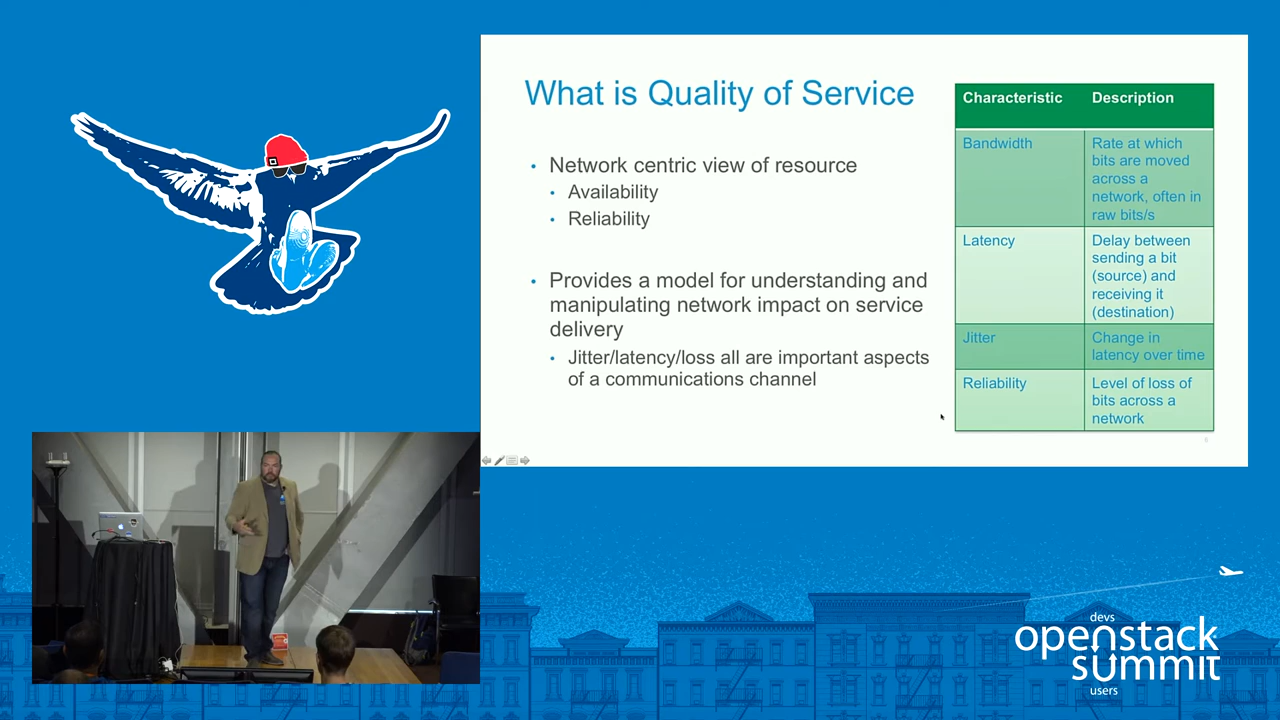 What is Quality of Service
• Network centric view of resource
• Availability
• Reliability
• Provides a model for understanding and
manipulating network impact on service
delivery
• Jitter/latency/loss all are important aspects
of a communications channel
Characteristic Description
Bandwidth Rate at which
bits are moved
across a
network, often in
raw bits/s
Latency Delay between
sending a bit
(source) and
receiving it
(destination)
Jitter Change in
latency over time
Reliability Level of loss of
bits across a
network
devs
openstack
summit
users